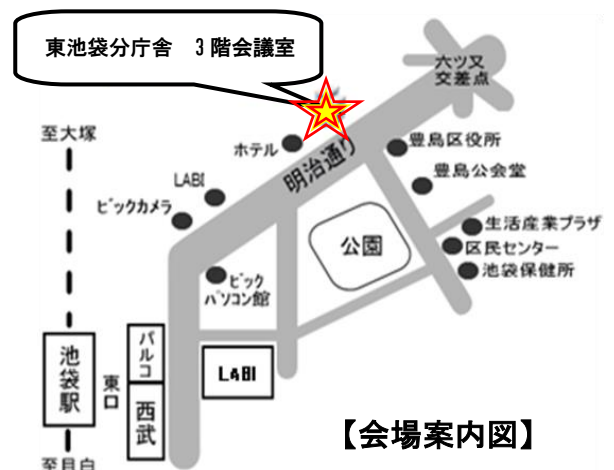 東池袋分庁舎 3階会議室
六ツ又
交差点
至大塚
ホテル
明治通り
豊島区役所
豊島公会堂
LABI
ビックカメラ
生活産業プラザ
区民センター
池袋保健所
公園
ビック
パソコン館
パルコ
池袋駅
東口
西武
LABI
【会場案内図】
至目白